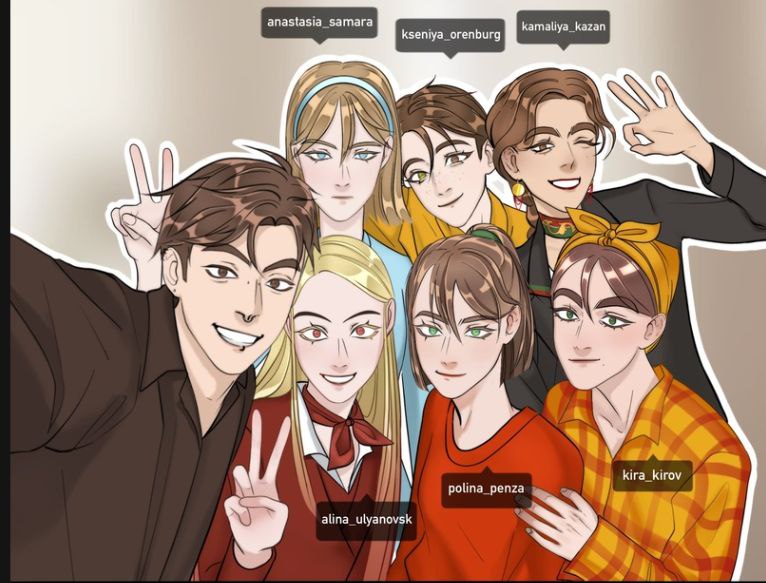 anastasia_samara
kseniya_orenburg
kamaliya_kazan
alina_ulyanovsk
polina_penza
kira_kirov